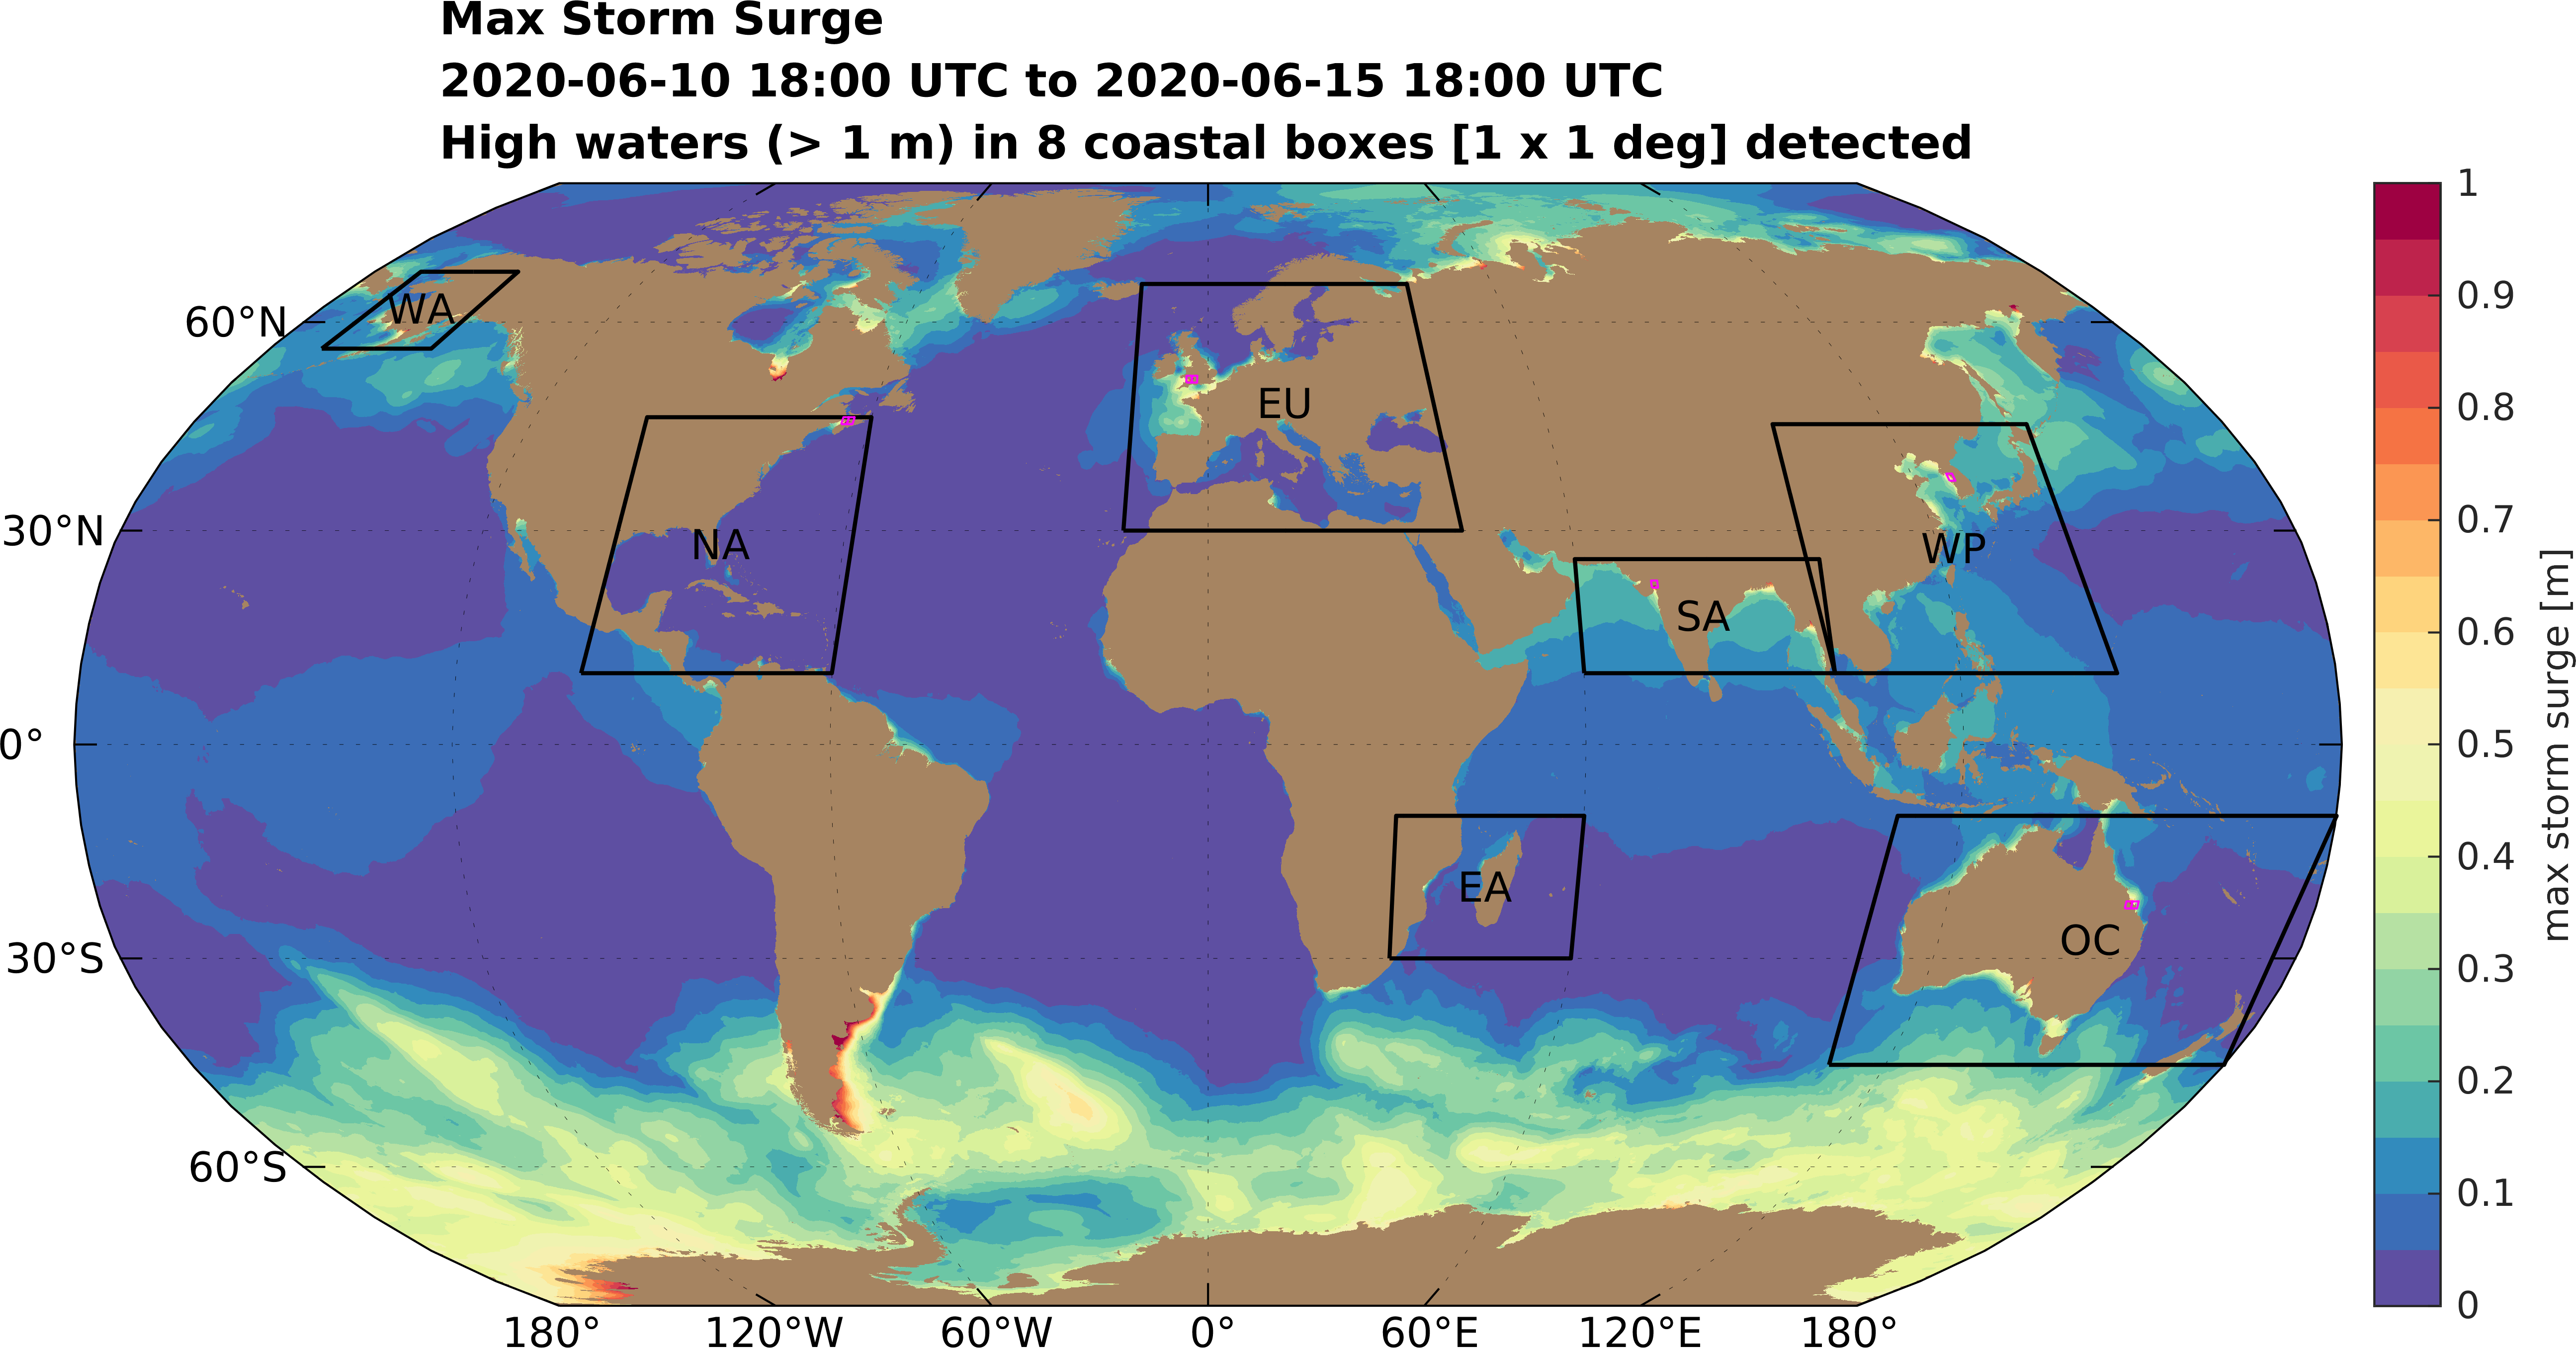 Max Storm Surge
2020-06-10 18:00 UTC to 2020-06-15 18:00 UTC
High waters (> 1 m) in 8 coastal boxes [1 x 1 deg] detected
60°N
30°N
0°
30°S
60°S
WA
NA
EU
SA
WP
EA
OC
180°
120°W
60°W
0°
60°E
120°E
180°
1
0.9
0.8
0.7
0.6
0.5
0.4
0.3
0.2
0.1
0
max storm surge [m]